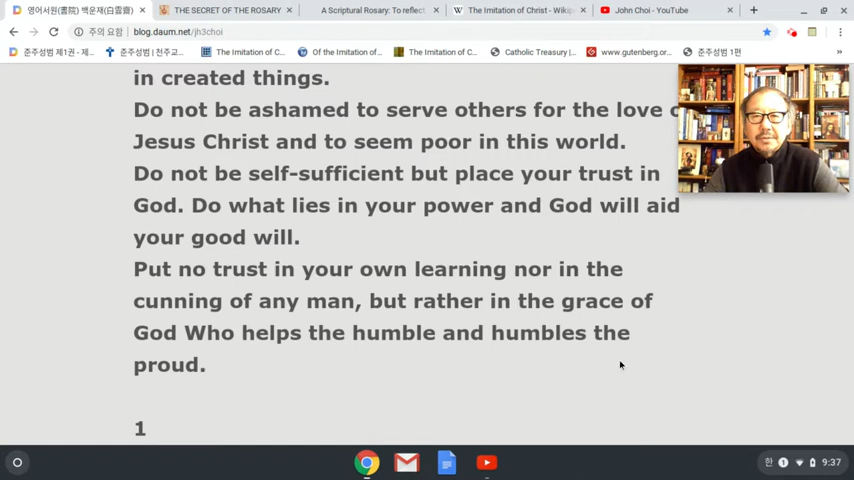 영어서원(書院) 백운재(白雲齋)
THE SECRET OF THE ROSARY
A Scriptural Rosary: To reflect
The Imitation of Christ - Wikip
John Choi - YouTube
주의 요함 blog.daum.net/jh3choi
준주성범 제1권 - 제...
준주성범 | 천주교...
The Imitation of C...
Of the Imitation of...
The Imitation of C...
Catholic Treasury |...
www.gutenberg.or...
준주성범 1편
in created things.
Do not be ashamed to serve others for the love o
Jesus Christ and to seem poor in this world.
Do not be self-sufficient but place your trust in
God. Do what lies in your power and God will aid
your good will.
Put no trust in your own learning nor in the
cunning of any man, but rather in the grace of
God Who helps the humble and humbles the
proud.
1
한 1 9:37